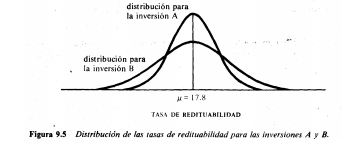 distribución para
la inversión A
distribución para
la inversión B
μ = 17.8
TASA DE REDITUABILIDAD
Figura 9.5 Distribución de las tasas de redituabilidad para las inversiones A y B.